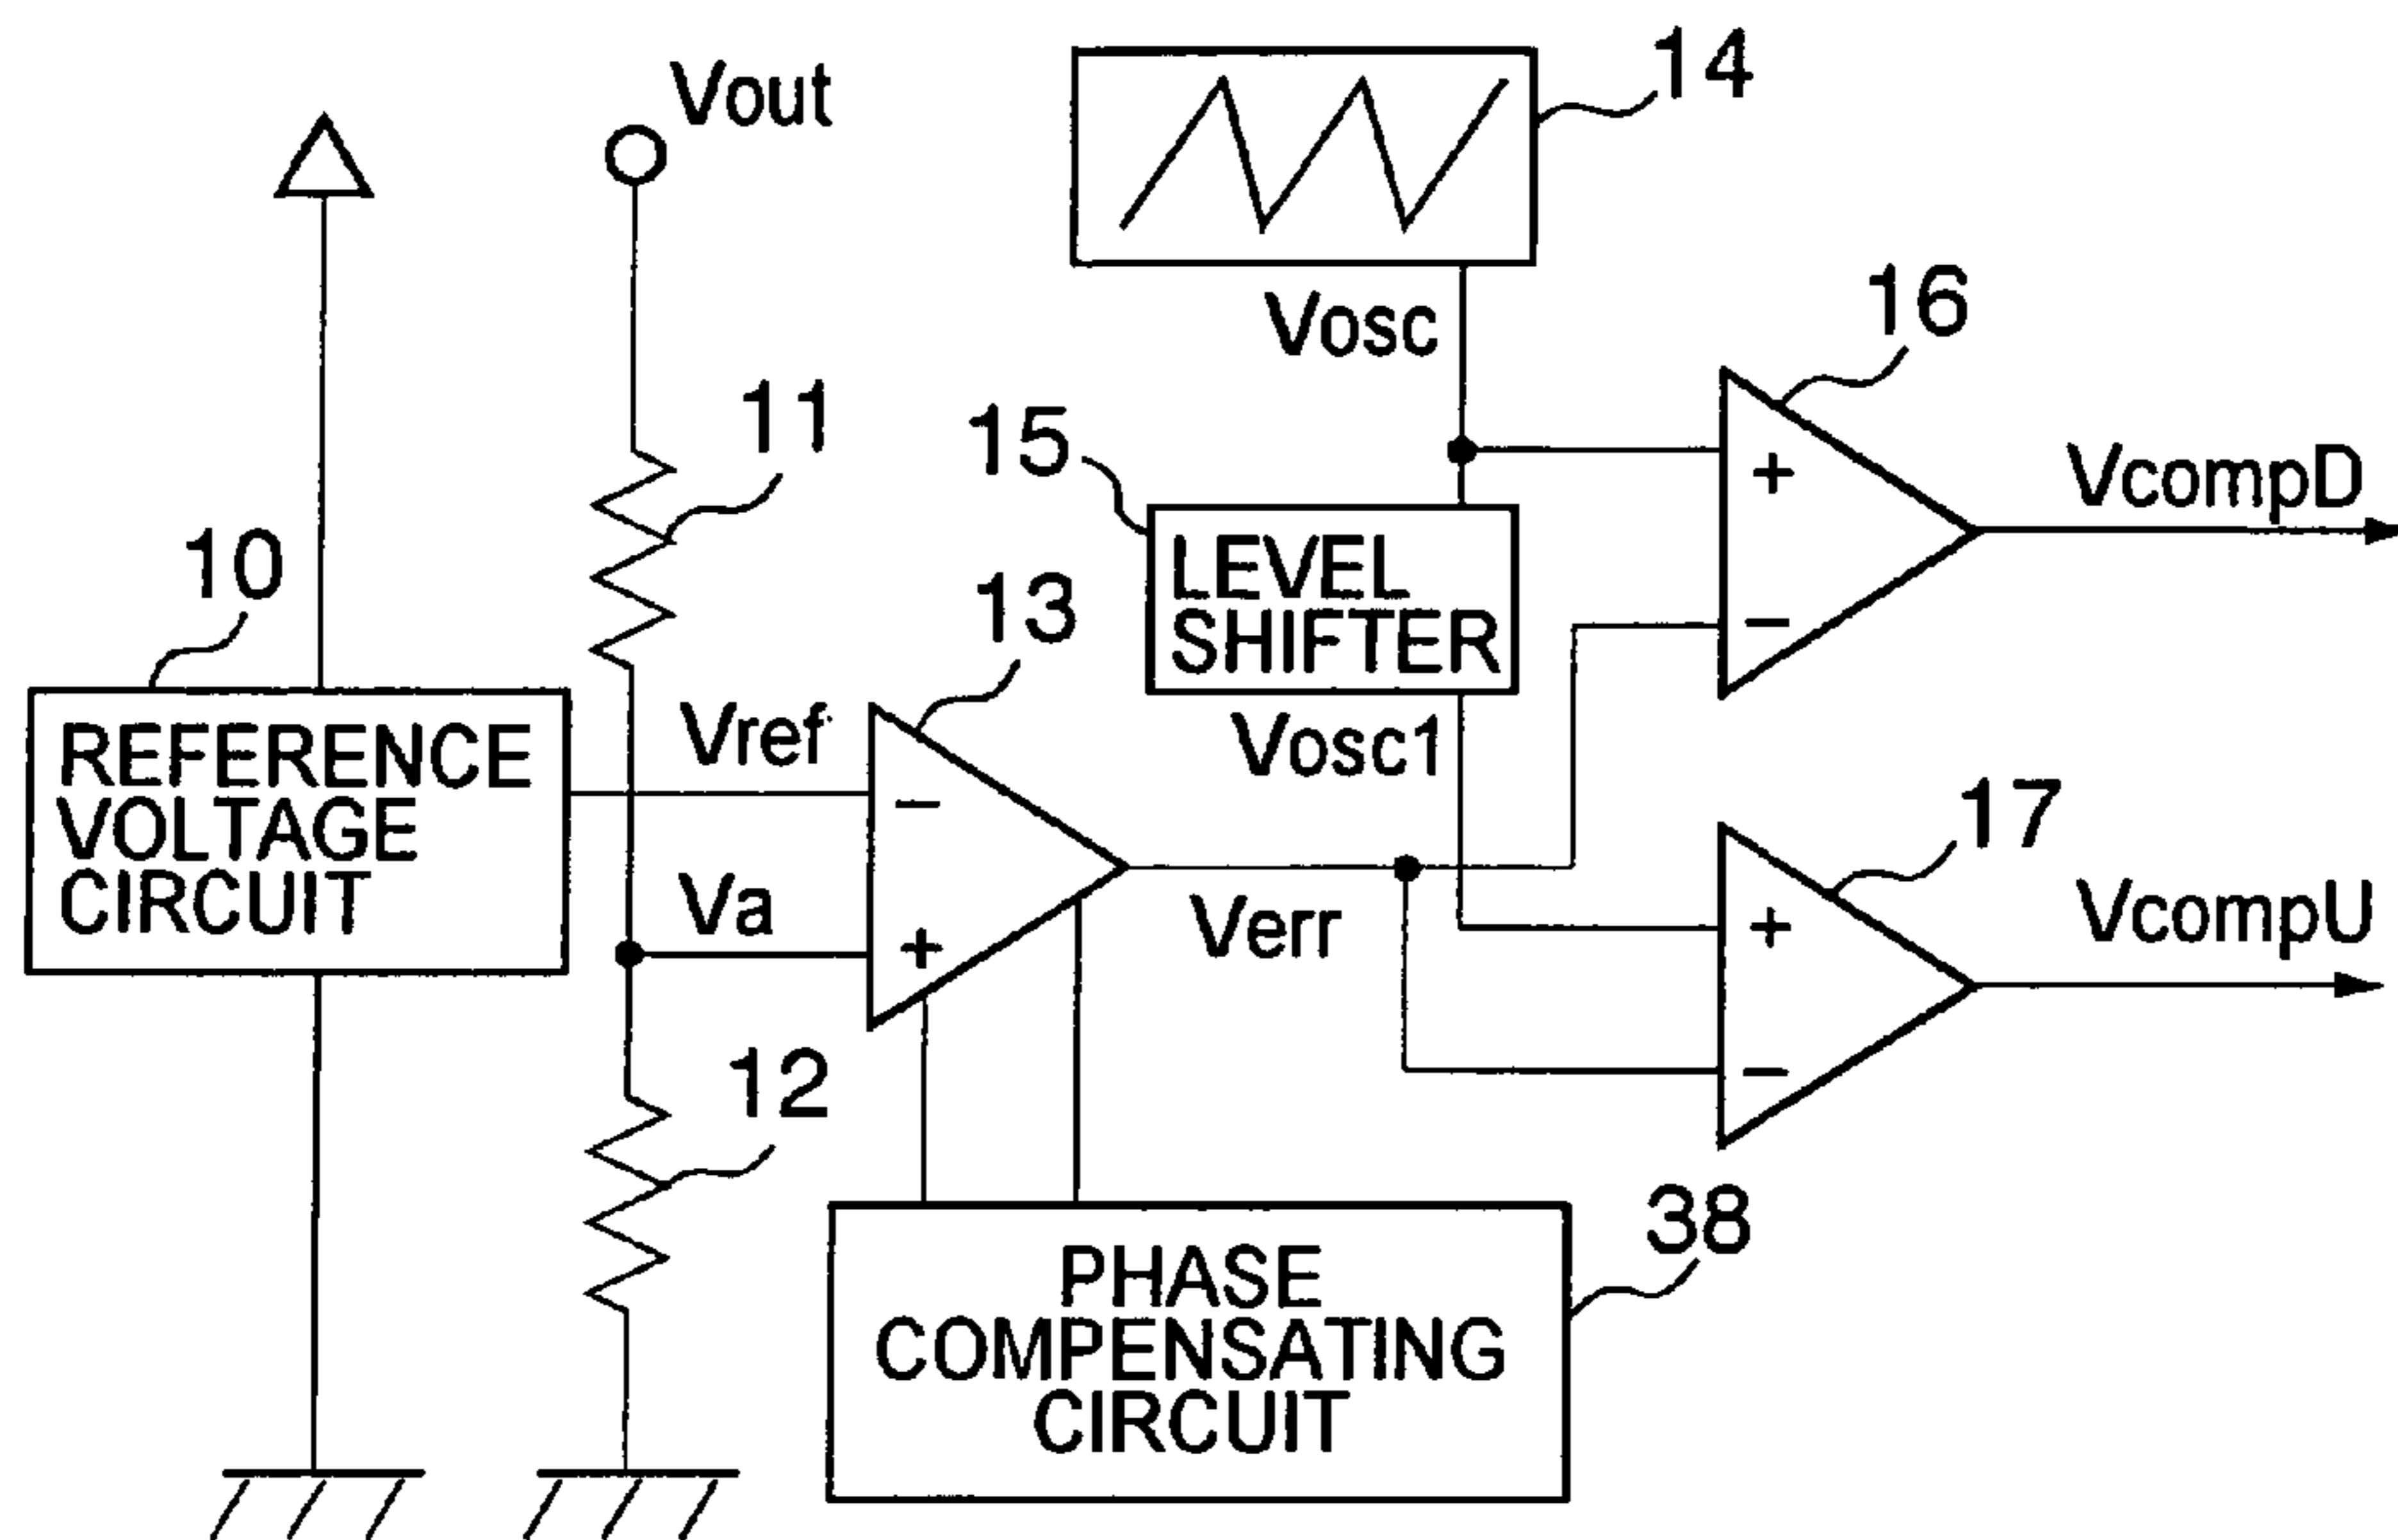 14
Vout
16
Vosc
11
15
VcompD
10
LEVEL
SHIFTER
13
Vref
Vosc1
REFERENCE
VOLTAGE
CIRCUIT
17
−
+
−
Va
+
Verr
+
VcompU
12
−
38
PHASE
COMPENSATING
CIRCUIT